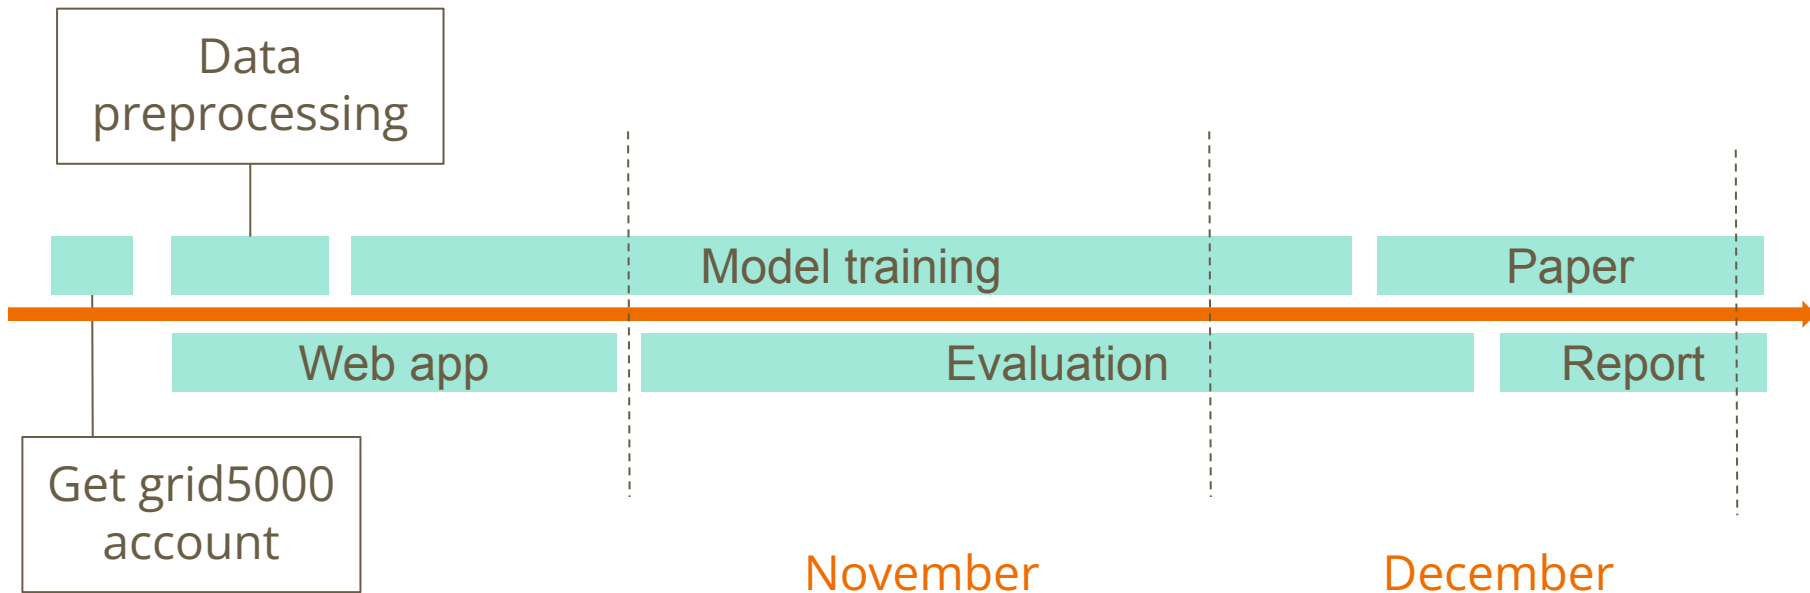 Data
preprocessing
Model training
Paper
Web app
Evaluation
Report
Get grid5000
account
November
December